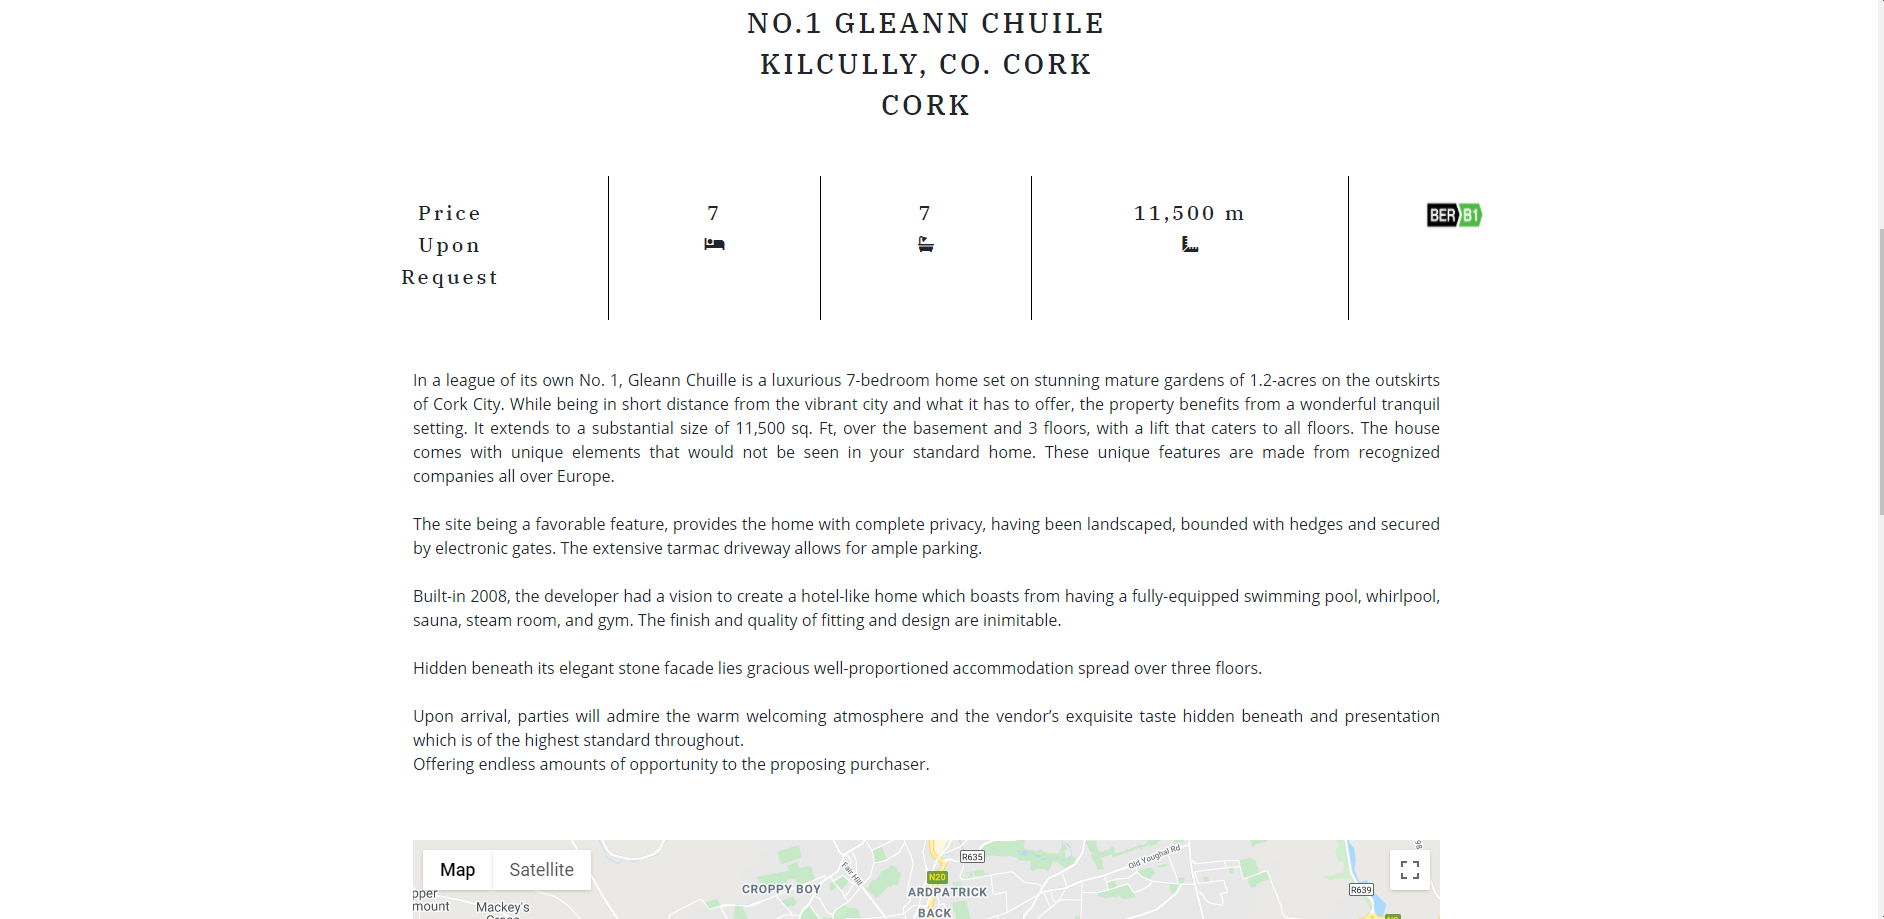 NO.1 GLEANN CHUILE
KILCULLY, CO. CORK
CORK
Price
Upon
Request
7
7
11,500 m
BER B1
In a league of its own No. 1, Gleann Chuille is a luxurious 7-bedroom home set on stunning mature gardens of 1.2-acres on the outskirts
of Cork City. While being in short distance from the vibrant city and what it has to offer, the property benefits from a wonderful tranquil
setting. It extends to a substantial size of 11,500 sq. Ft, over the basement and 3 floors, with a lift that caters to all floors. The house
comes with unique elements that would not be seen in your standard home. These unique features are made from recognized
companies all over Europe.
The site being a favorable feature, provides the home with complete privacy, having been landscaped, bounded with hedges and secured
by electronic gates. The extensive tarmac driveway allows for ample parking.
Built-in 2008, the developer had a vision to create a hotel-like home which boasts from having a fully-equipped swimming pool, whirlpool,
sauna, steam room, and gym. The finish and quality of fitting and design are inimitable.
Hidden beneath its elegant stone facade lies gracious well-proportioned accommodation spread over three floors.
Upon arrival, parties will admire the warm welcoming atmosphere and the vendor’s exquisite taste hidden beneath and presentation
which is of the highest standard throughout.
Offering endless amounts of opportunity to the proposing purchaser.
Map
Satellite
R635
Old Youghal Rd
Fair Hill
N20
CROPPY BOY
ARDPATRICK
BACK
R639
pper
mount
Mackey's